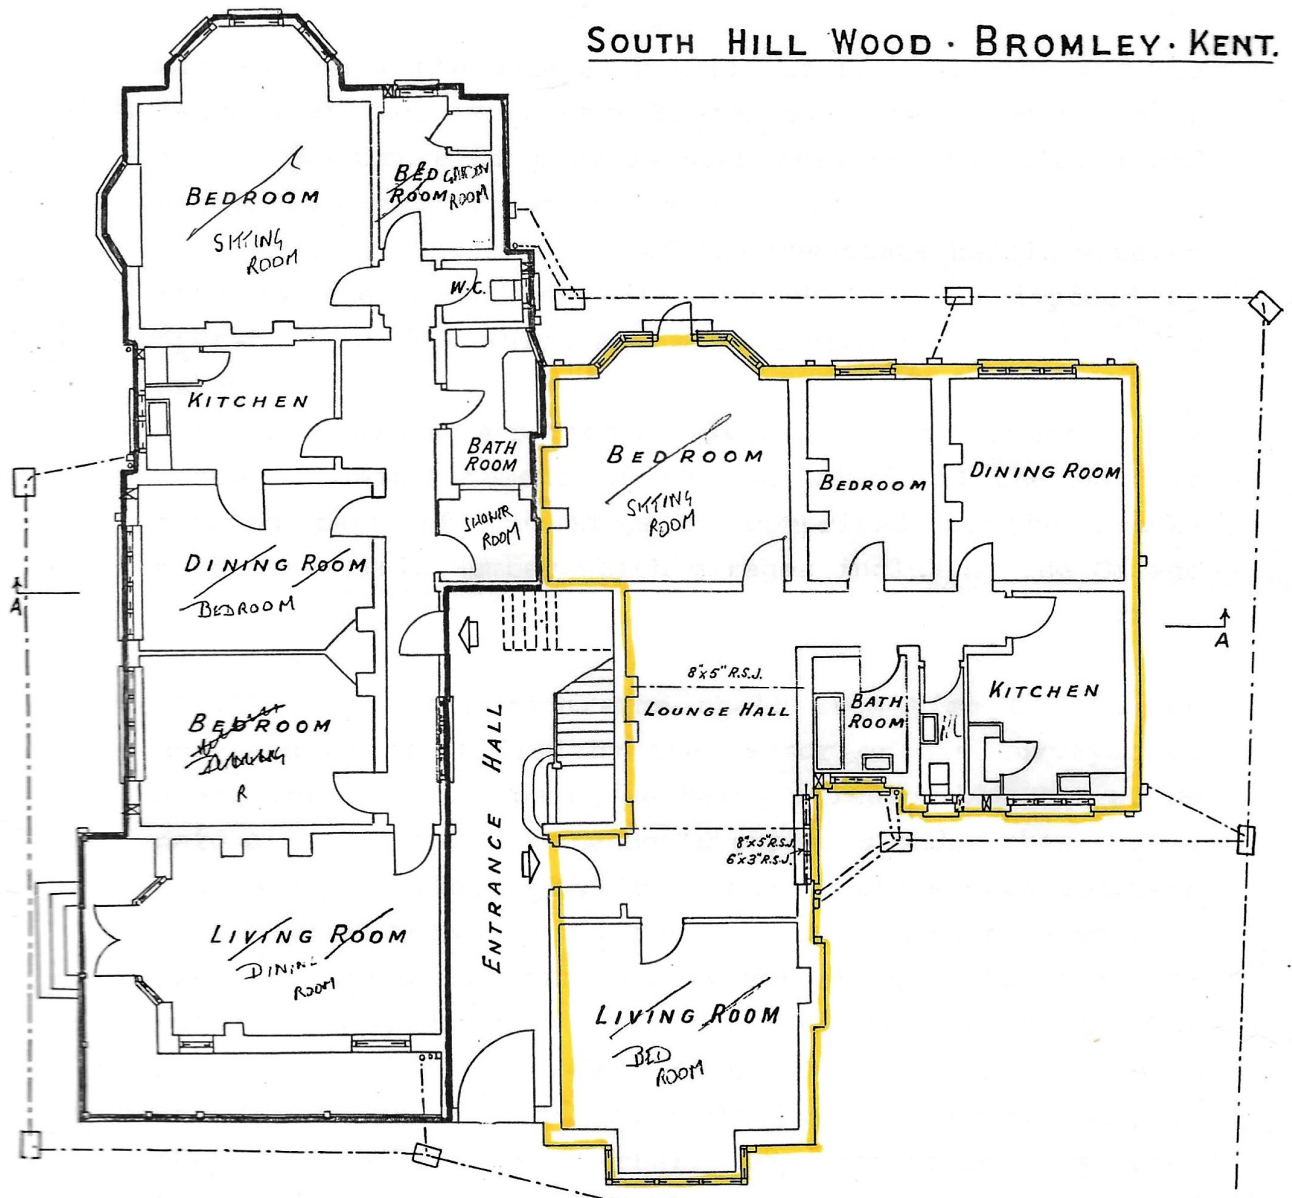 SOUTH HILL WOOD · BROMLEY · KENT.
BEDROOM
SITTING
ROOM
BED
ROOM
GARDEN
ROOM
W.C.
KITCHEN
BATH
ROOM
SHOWER
ROOM
DINING ROOM
BEDROOM
BEDROOM
R
LIVING ROOM
DINING
ROOM
ENTRANCE HALL
BEDROOM
SITTING
ROOM
BEDROOM
DINING ROOM
8"x5" R.S.J.
LOUNGE HALL
BATH
ROOM
KITCHEN
8"x5" R.S.J.
6"x3" R.S.J.
LIVING ROOM
BED
ROOM
A
A